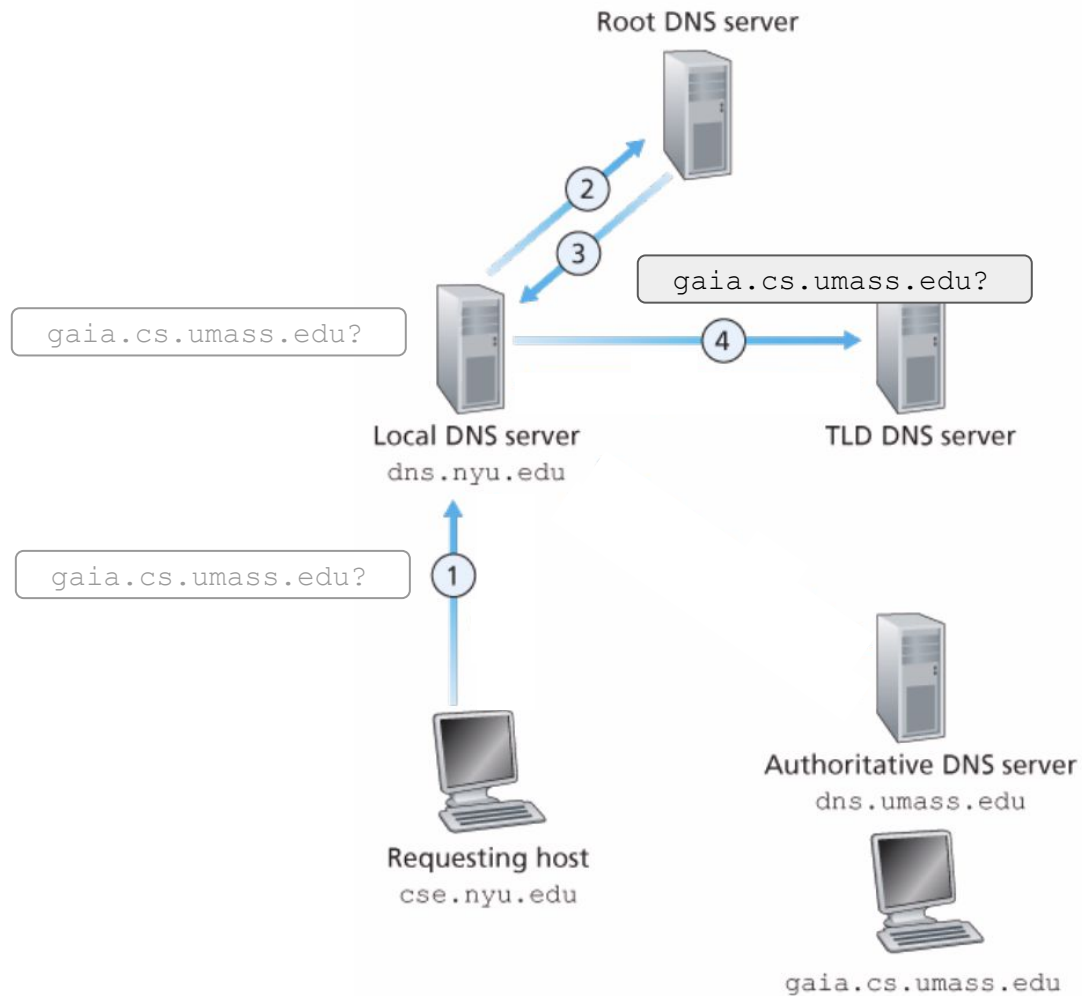 Root DNS server
2
3
gaia.cs.umass.edu?
gaia.cs.umass.edu?
4
Local DNS server
dns.nyu.edu
TLD DNS server
gaia.cs.umass.edu?
1
Authoritative DNS server
dns.umass.edu
Requesting host
cse.nyu.edu
gaia.cs.umass.edu